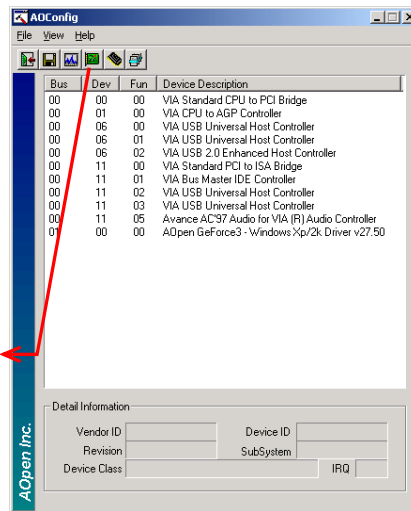 AOConfig
File View Help
Bus Dev Fun Device Description
00 00 00 VIA Standard CPU to PCI Bridge
00 01 00 VIA CPU to AGP Controller
00 06 00 VIA USB Universal Host Controller
00 06 01 VIA USB Universal Host Controller
00 06 02 VIA USB 2.0 Enhanced Host Controller
00 11 00 VIA Standard PCI to ISA Bridge
00 11 01 VIA Bus Master IDE Controller
00 11 02 VIA USB Universal Host Controller
00 11 03 VIA USB Universal Host Controller
00 11 05 Avance AC'97 Audio for VIA (R) Audio Controller
01 00 00 AOpen GeForce3 - Windows Xp/2k Driver v27.50
Detail Information
Vendor ID Device ID
Revision SubSystem
Device Class IRQ
AOpen Inc.